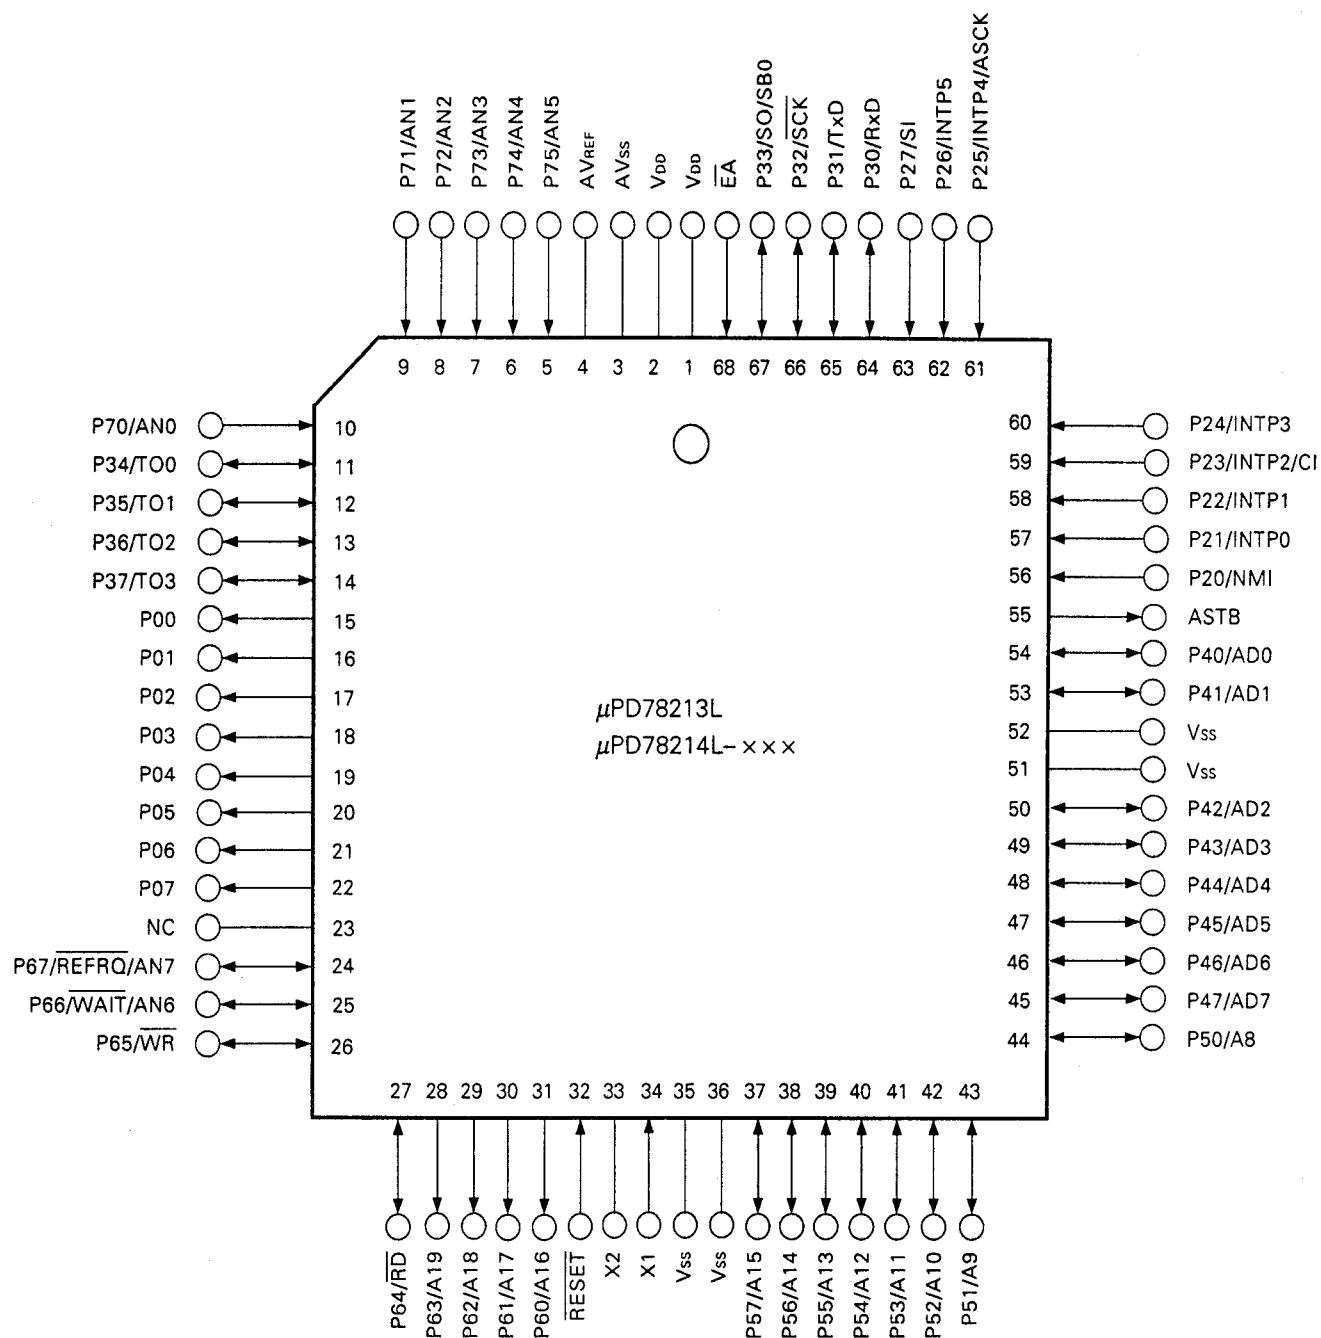 P71/AN1
P72/AN2
P73/AN3
P74/AN4
P75/AN5
AVREF
AVSS
VDD
VDD
EA
P33/SO/SB0
P32/SCK
P31/TxD
P30/RxD
P27/SI
P26/INTP5
P25/INTP4/ASCK
9 8 7 6 5 4 3 2 1 68 67 66 65 64 63 62 61
P70/AN0 10
P34/TO0 11
P35/TO1 12
P36/TO2 13
P37/TO3 14
P00 15
P01 16
P02 17
P03 18
P04 19
P05 20
P06 21
P07 22
NC 23
P67/REFRQ/AN7 24
P66/WAIT/AN6 25
P65/WR 26
μPD78213L
μPD78214L-×××
60 P24/INTP3
59 P23/INTP2/CI
58 P22/INTP1
57 P21/INTP0
56 P20/NMI
55 ASTB
54 P40/AD0
53 P41/AD1
52 Vss
51 Vss
50 P42/AD2
49 P43/AD3
48 P44/AD4
47 P45/AD5
46 P46/AD6
45 P47/AD7
44 P50/A8
27 28 29 30 31 32 33 34 35 36 37 38 39 40 41 42 43
P64/RD
P63/A19
P62/A18
P61/A17
P60/A16
RESET
X2
X1
Vss
Vss
P57/A15
P56/A14
P55/A13
P54/A12
P53/A11
P52/A10
P51/A9